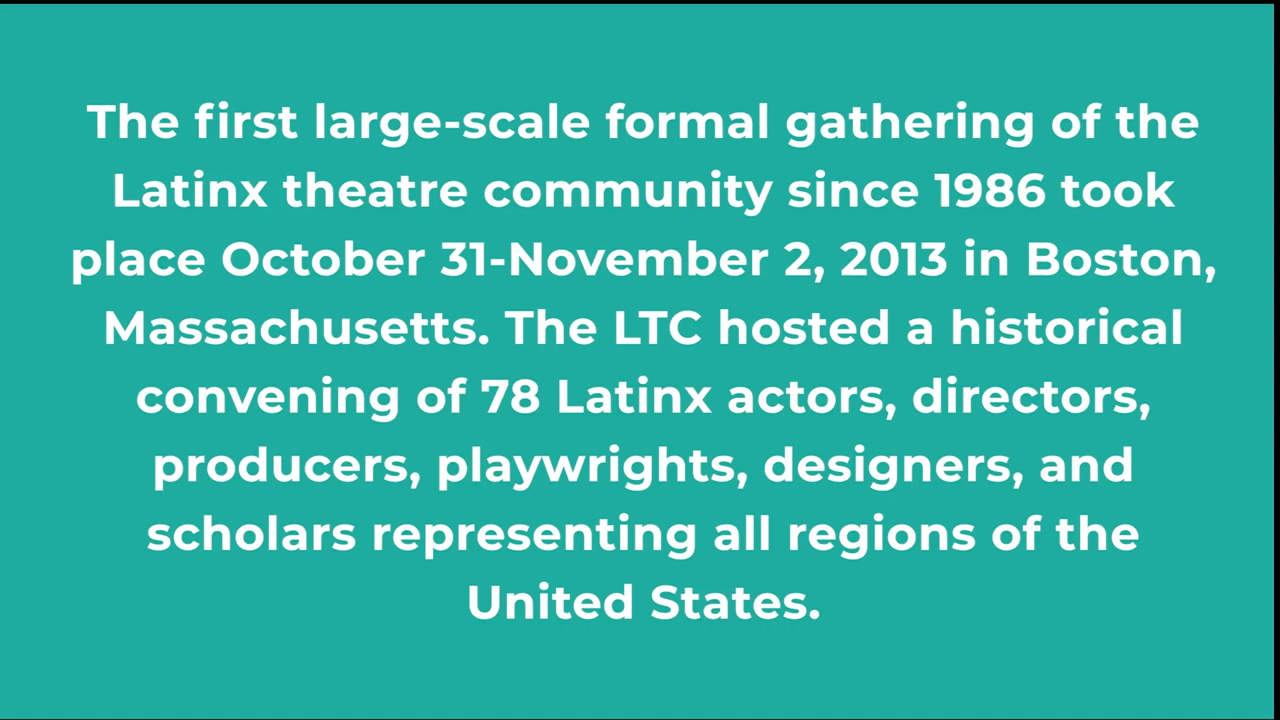 The first large-scale formal gathering of the
Latinx theatre community since 1986 took
place October 31-November 2, 2013 in Boston,
Massachusetts. The LTC hosted a historical
convening of 78 Latinx actors, directors,
producers, playwrights, designers, and
scholars representing all regions of the
United States.